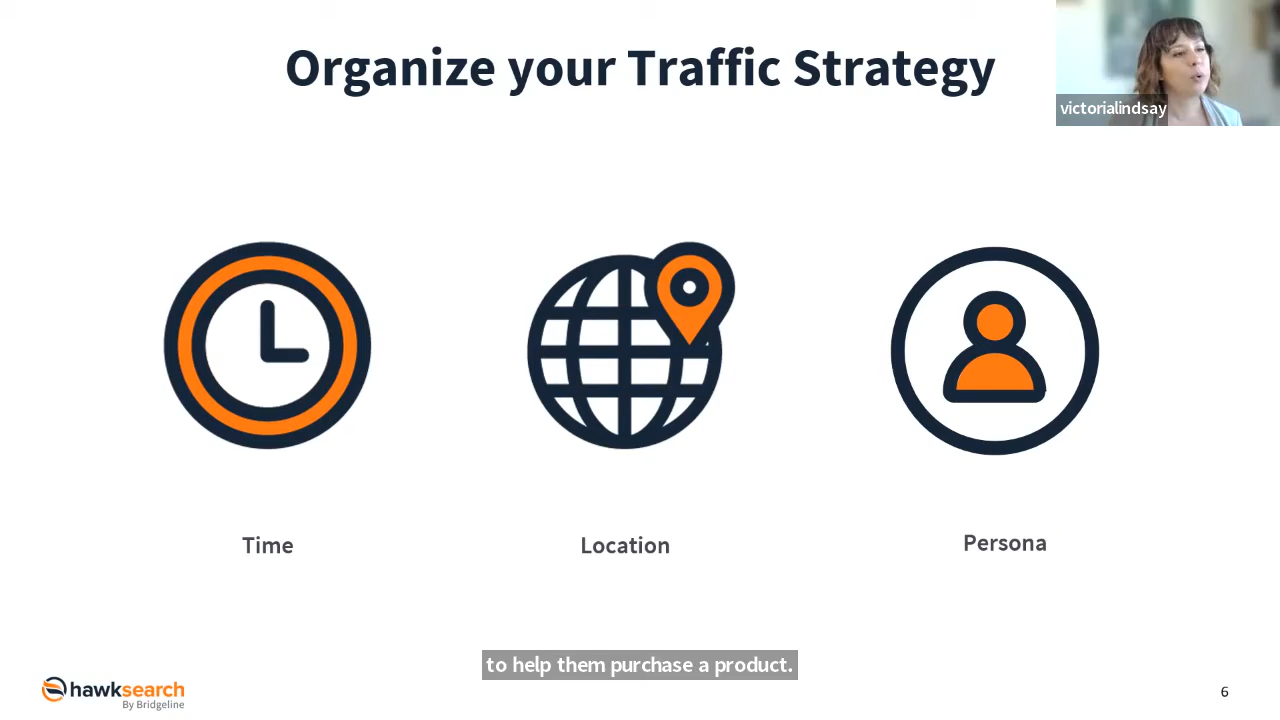 Organize your Traffic Strategy
victorialindsay
Time
Location
Persona
to help them purchase a product.
hawksearch
By Bridgeline
6